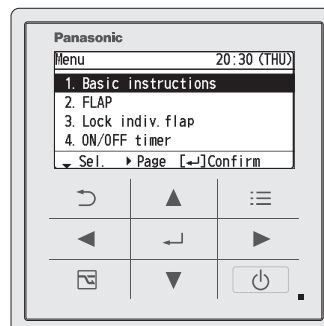 Panasonic
Menu 20:30 (THU)
1. Basic instructions
2. FLAP
3. Lock indiv.flap
4. ON/OFF timer
Sel. Page [↵]Confirm